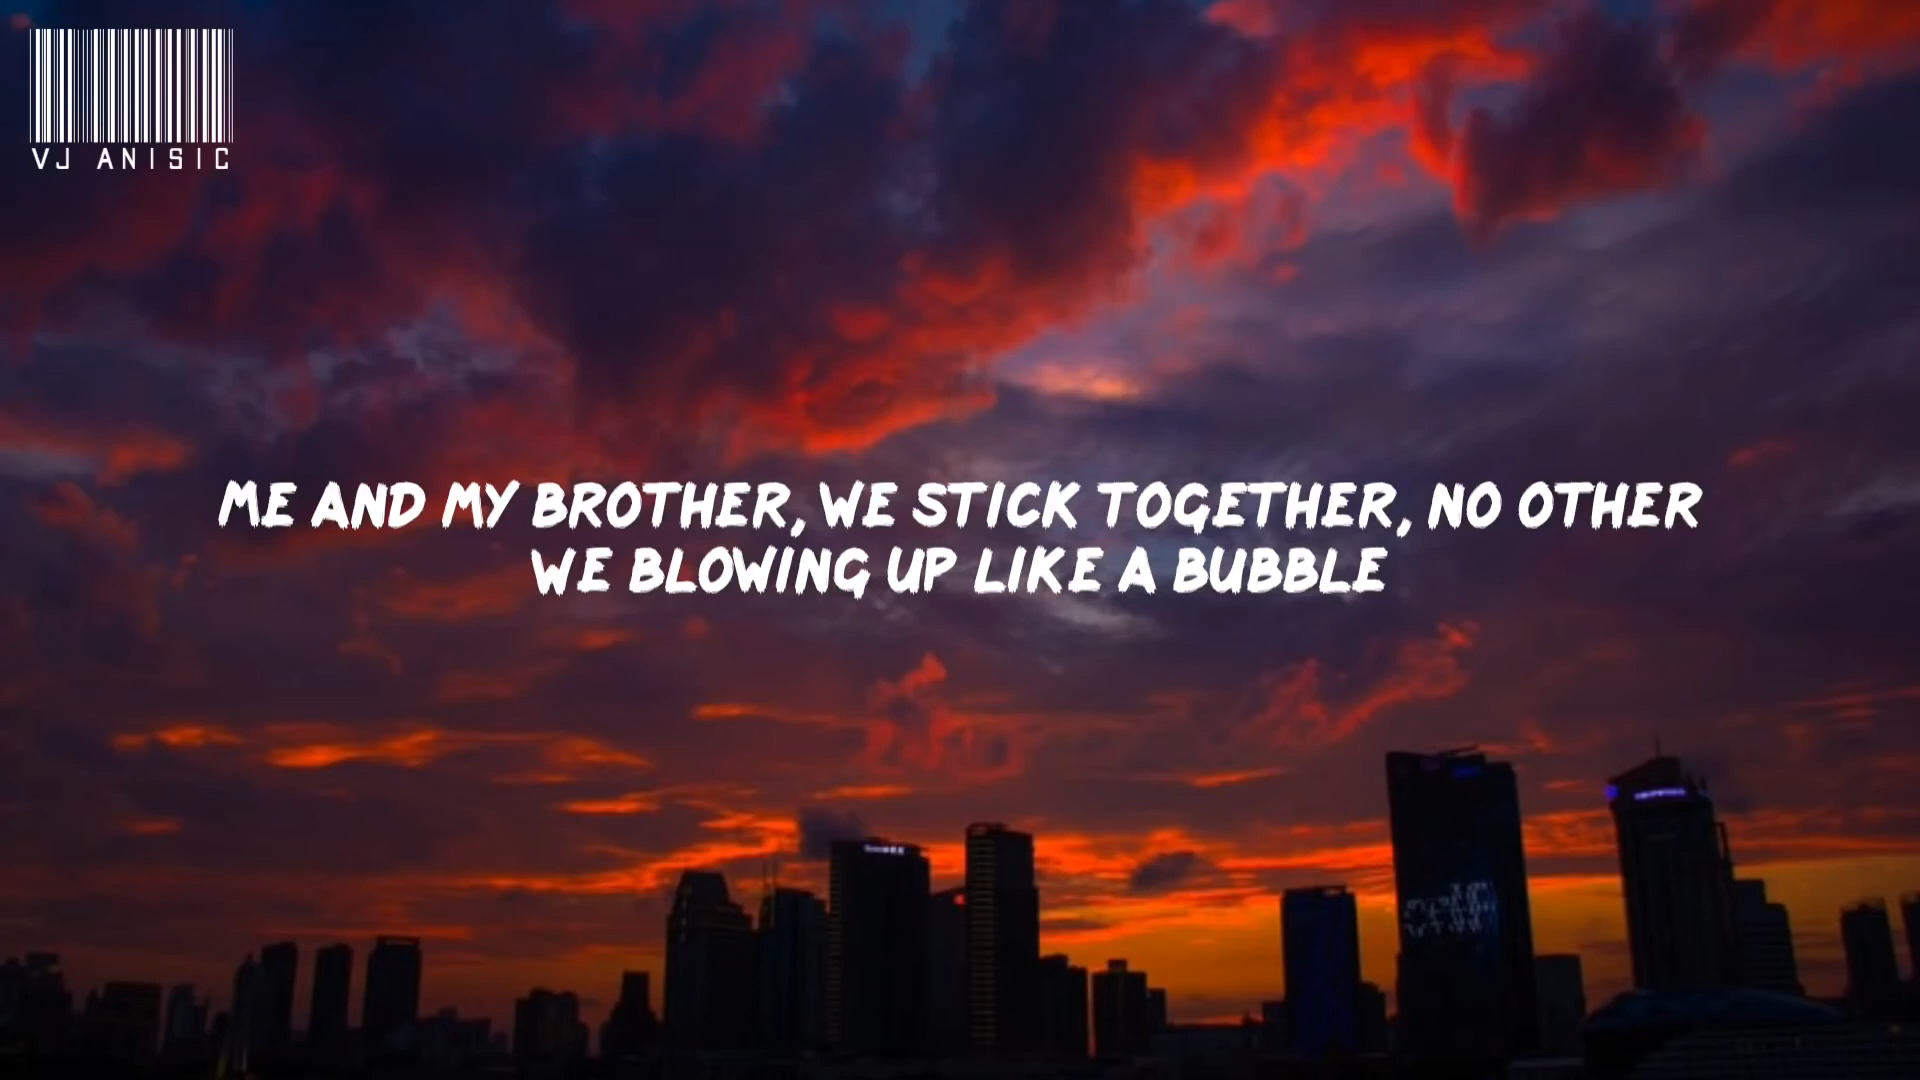 VJ ANISIC
ME AND MY BROTHER, WE STICK TOGETHER, NO OTHER
WE BLOWING UP LIKE A BUBBLE